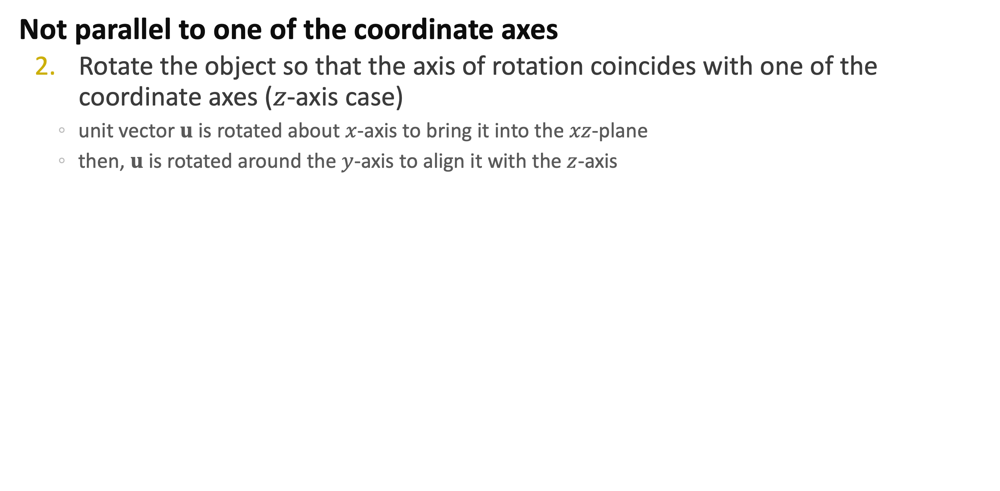 Not parallel to one of the coordinate axes
2. Rotate the object so that the axis of rotation coincides with one of the
coordinate axes (z-axis case)
◦ unit vector u is rotated about x-axis to bring it into the xz-plane
◦ then, u is rotated around the y-axis to align it with the z-axis